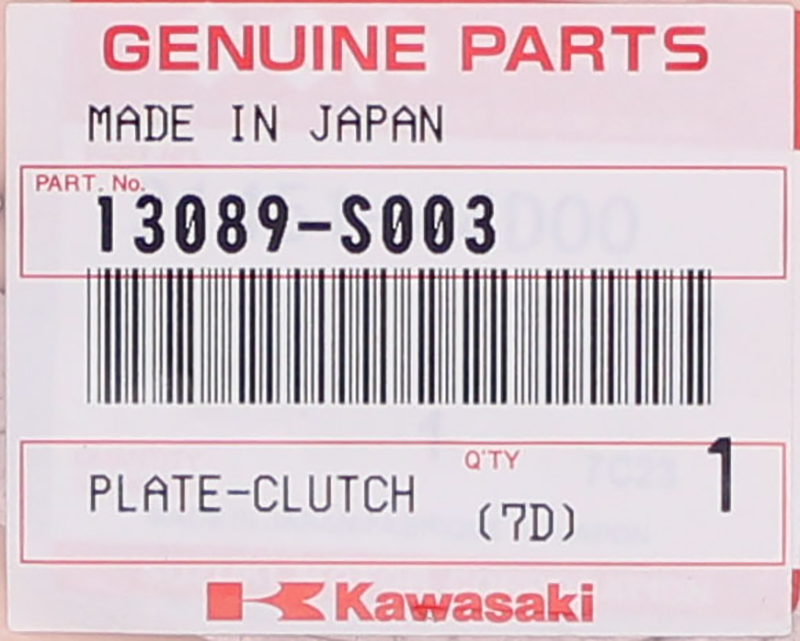 GENUINE PARTS
MADE IN JAPAN
PART. No.
13089-S003
PLATE-CLUTCH
Q'TY
(7D)
1
Kawasaki